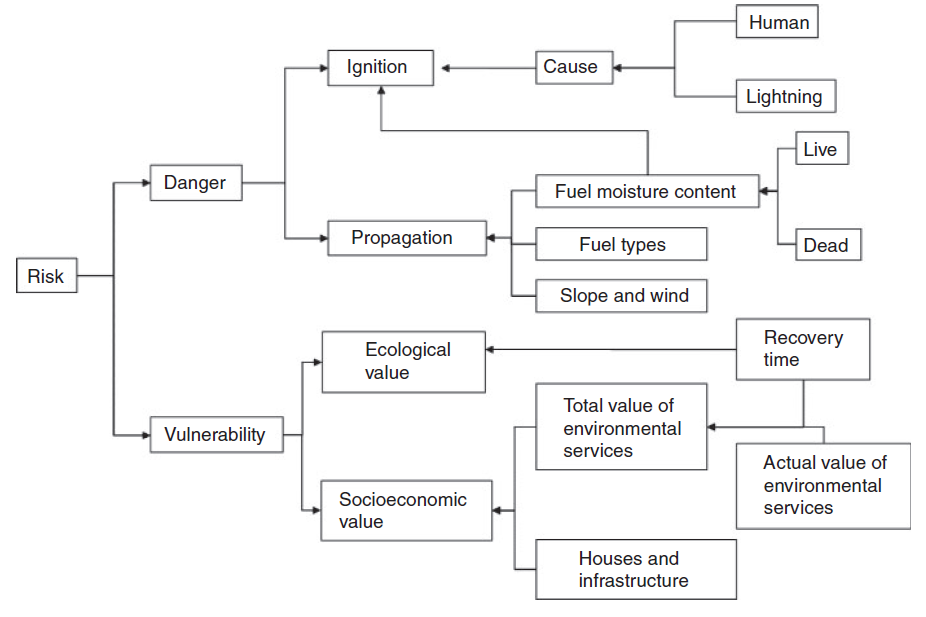 Human
Ignition
Cause
Lightning
Live
Danger
Fuel moisture content
Propagation
Fuel types
Dead
Risk
Slope and wind
Ecological
value
Recovery
time
Total value of
environmental
services
Vulnerability
Actual value of
environmental
services
Socioeconomic
value
Houses and
infrastructure